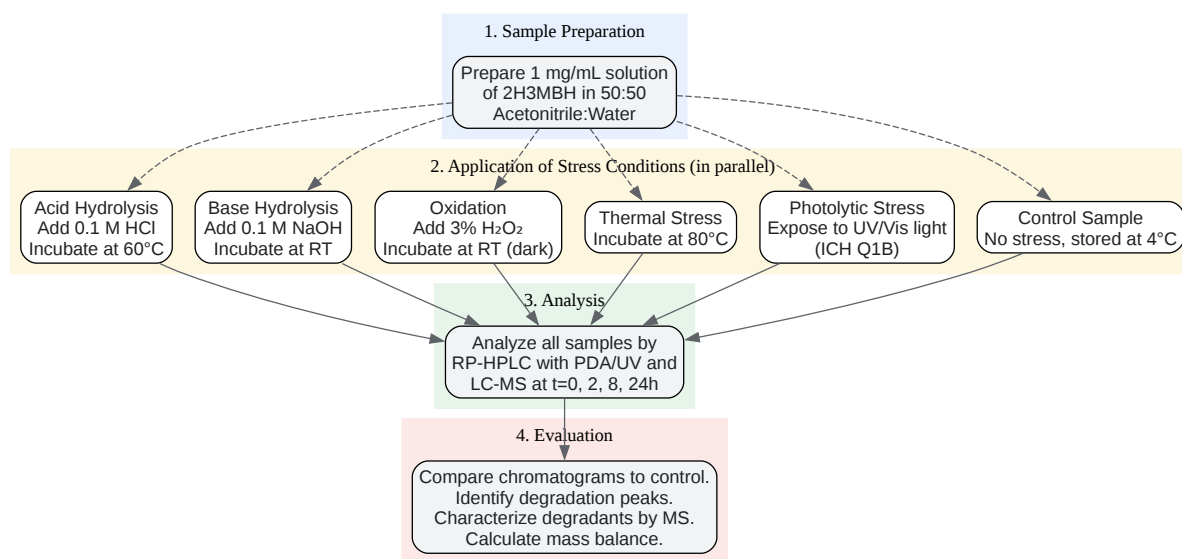 1. Sample Preparation
Prepare 1 mg/mL solution
of 2H3MBH in 50:50
Acetonitrile:Water
2. Application of Stress Conditions (in parallel)
Acid Hydrolysis
Add 0.1 M HCl
Incubate at 60°C
Base Hydrolysis
Add 0.1 M NaOH
Incubate at RT
Oxidation
Add 3% H₂O₂
Incubate at RT (dark)
Thermal Stress
Incubate at 80°C
Photolytic Stress
Expose to UV/Vis light
(ICH Q1B)
Control Sample
No stress, stored at 4°C
3. Analysis
Analyze all samples by
RP-HPLC with PDA/UV and
LC-MS at t=0, 2, 8, 24h
4. Evaluation
Compare chromatograms to control.
Identify degradation peaks.
Characterize degradants by MS.
Calculate mass balance.